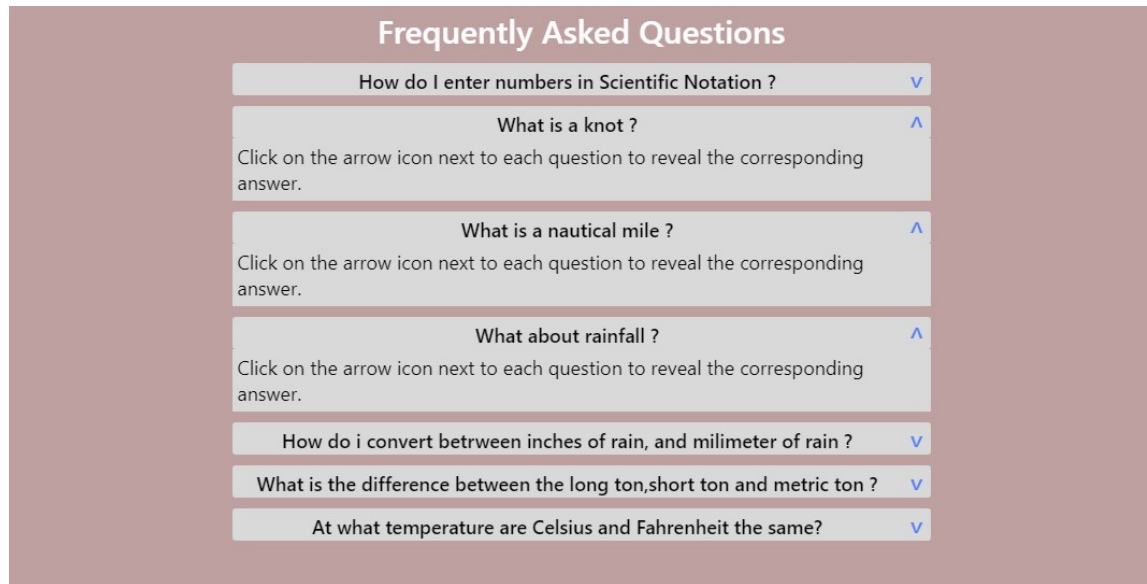 Frequently Asked Questions
How do I enter numbers in Scientific Notation ? v
What is a knot ? ^
Click on the arrow icon next to each question to reveal the corresponding
answer.
What is a nautical mile ? ^
Click on the arrow icon next to each question to reveal the corresponding
answer.
What about rainfall ? ^
Click on the arrow icon next to each question to reveal the corresponding
answer.
How do i convert betrween inches of rain, and milimeter of rain ? v
What is the difference between the long ton,short ton and metric ton ? v
At what temperature are Celsius and Fahrenheit the same? v